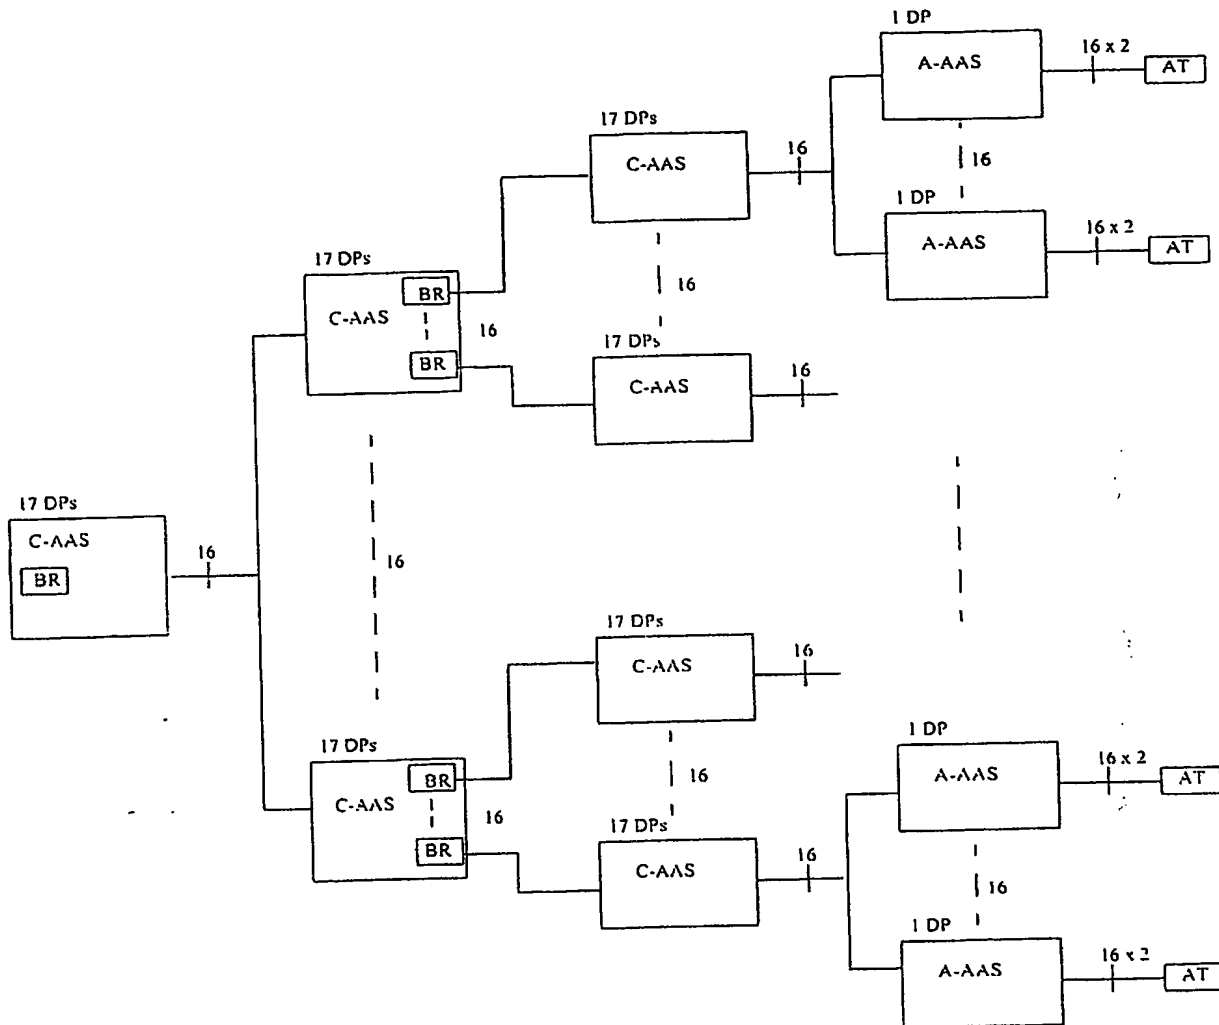 1 DP
A-AAS
16 x 2
AT
17 DPs
C-AAS
16
16
1 DP
A-AAS
16 x 2
AT
17 DPs
C-AAS
BR
BR
16
16
17 DPs
C-AAS
16
17 DPs
C-AAS
BR
16
16
17 DPs
C-AAS
16
17 DPs
C-AAS
BR
BR
16
16
17 DPs
C-AAS
16
1 DP
A-AAS
16 x 2
AT
16
1 DP
A-AAS
16 x 2
AT